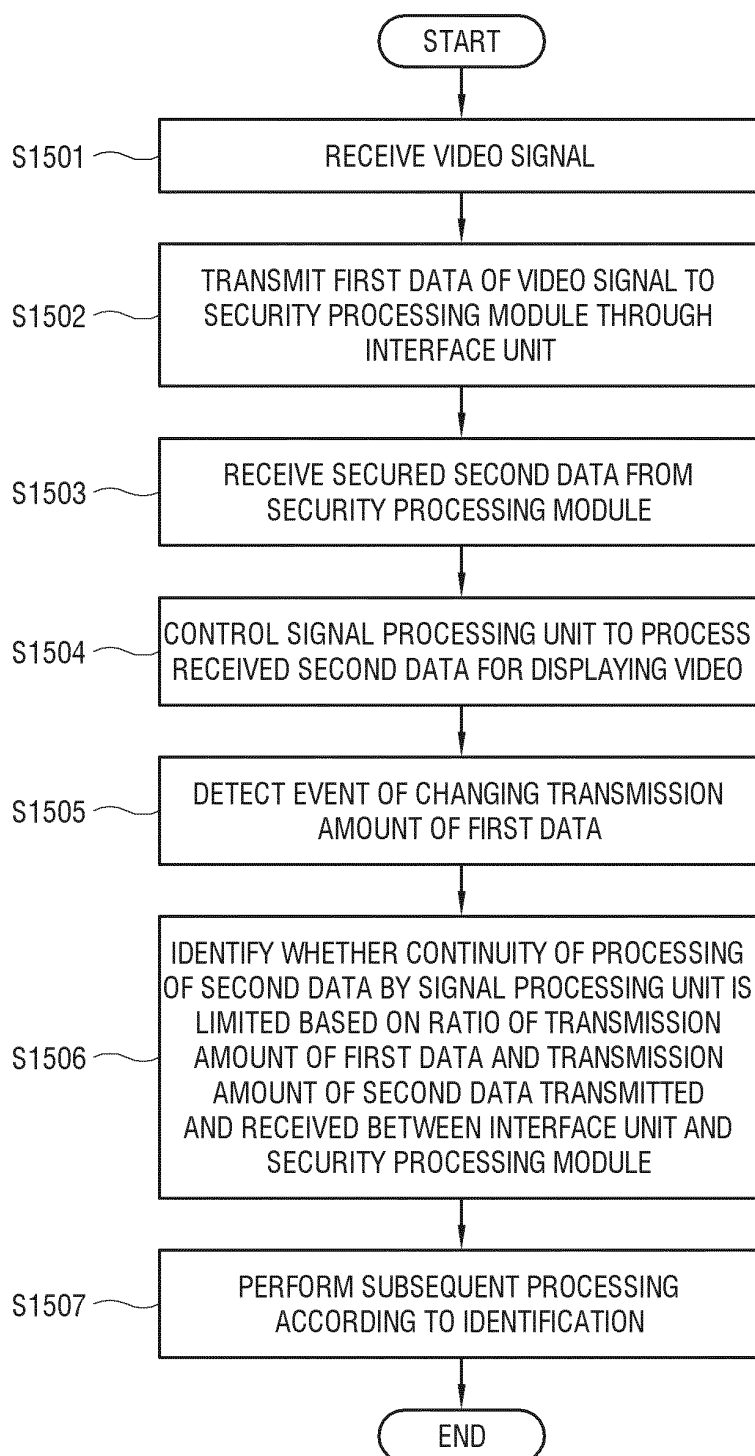 START
S1501
RECEIVE VIDEO SIGNAL
S1502
TRANSMIT FIRST DATA OF VIDEO SIGNAL TO
SECURITY PROCESSING MODULE THROUGH
INTERFACE UNIT
S1503
RECEIVE SECURED SECOND DATA FROM
SECURITY PROCESSING MODULE
S1504
CONTROL SIGNAL PROCESSING UNIT TO PROCESS
RECEIVED SECOND DATA FOR DISPLAYING VIDEO
S1505
DETECT EVENT OF CHANGING TRANSMISSION
AMOUNT OF FIRST DATA
S1506
IDENTIFY WHETHER CONTINUITY OF PROCESSING
OF SECOND DATA BY SIGNAL PROCESSING UNIT IS
LIMITED BASED ON RATIO OF TRANSMISSION
AMOUNT OF FIRST DATA AND TRANSMISSION
AMOUNT OF SECOND DATA TRANSMITTED
AND RECEIVED BETWEEN INTERFACE UNIT AND
SECURITY PROCESSING MODULE
S1507
PERFORM SUBSEQUENT PROCESSING
ACCORDING TO IDENTIFICATION
END